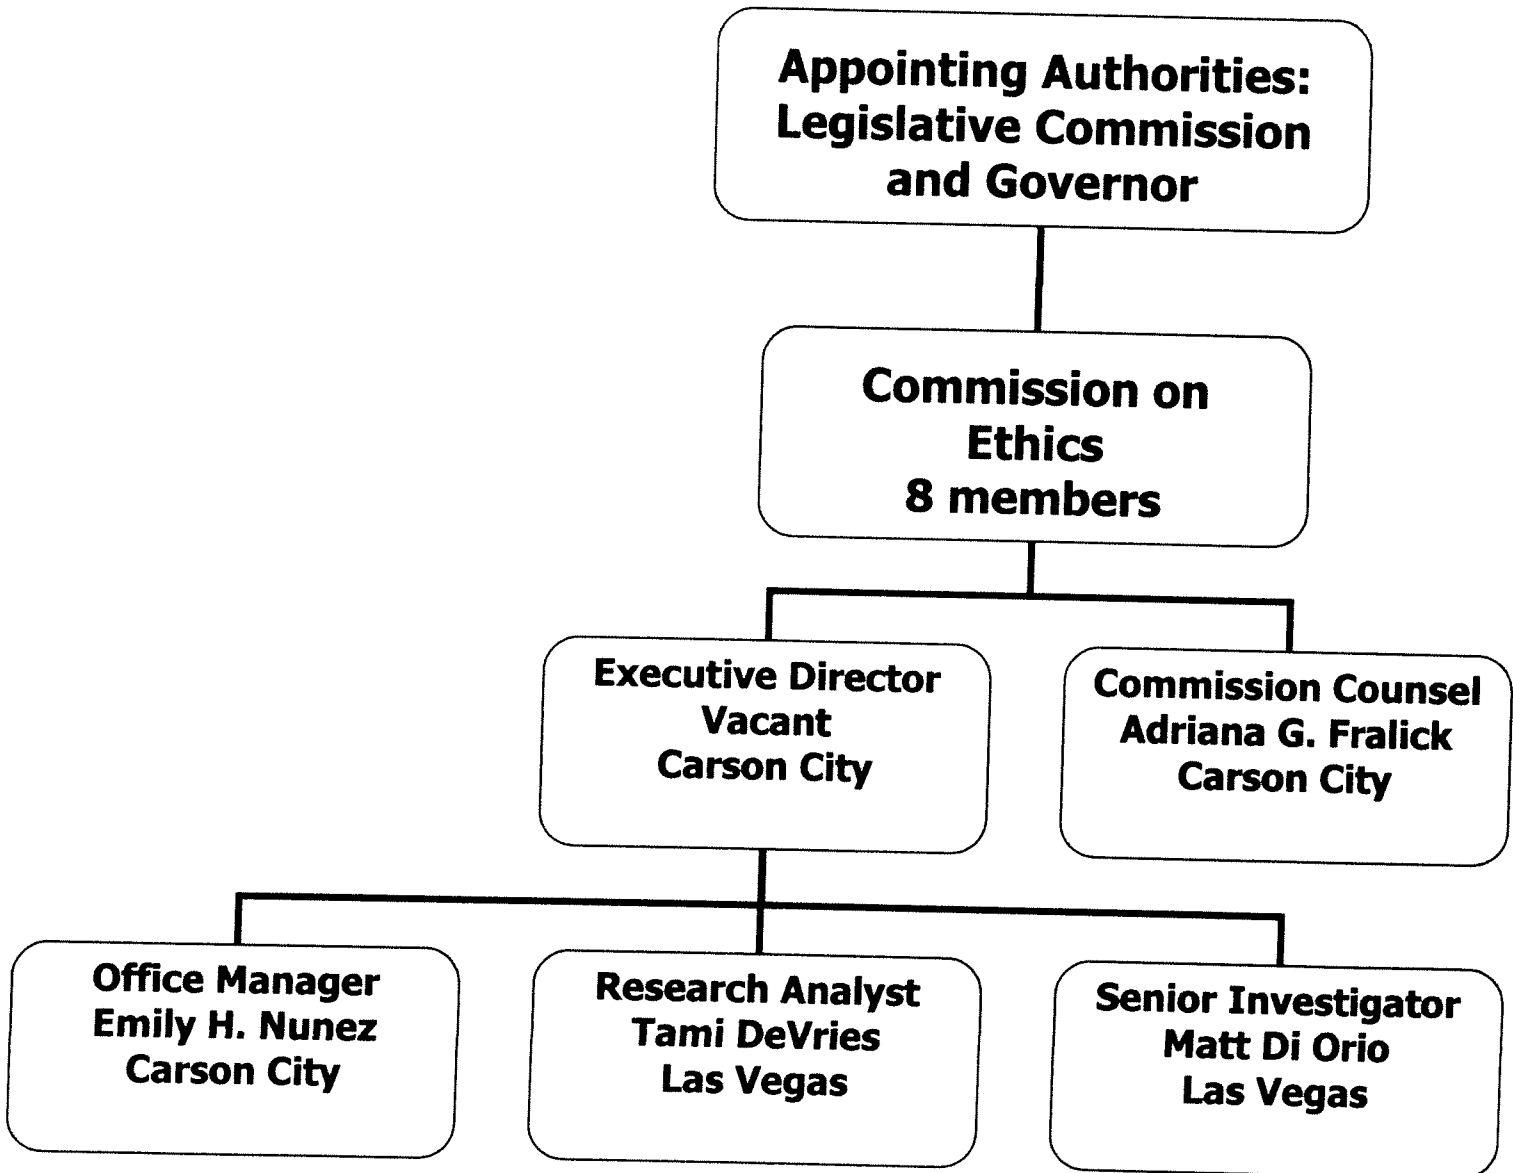 Appointing Authorities:
Legislative Commission
and Governor
Commission on
Ethics
8 members
Executive Director
Vacant
Carson City
Commission Counsel
Adriana G. Fralick
Carson City
Office Manager
Emily H. Nunez
Carson City
Research Analyst
Tami DeVries
Las Vegas
Senior Investigator
Matt Di Orio
Las Vegas